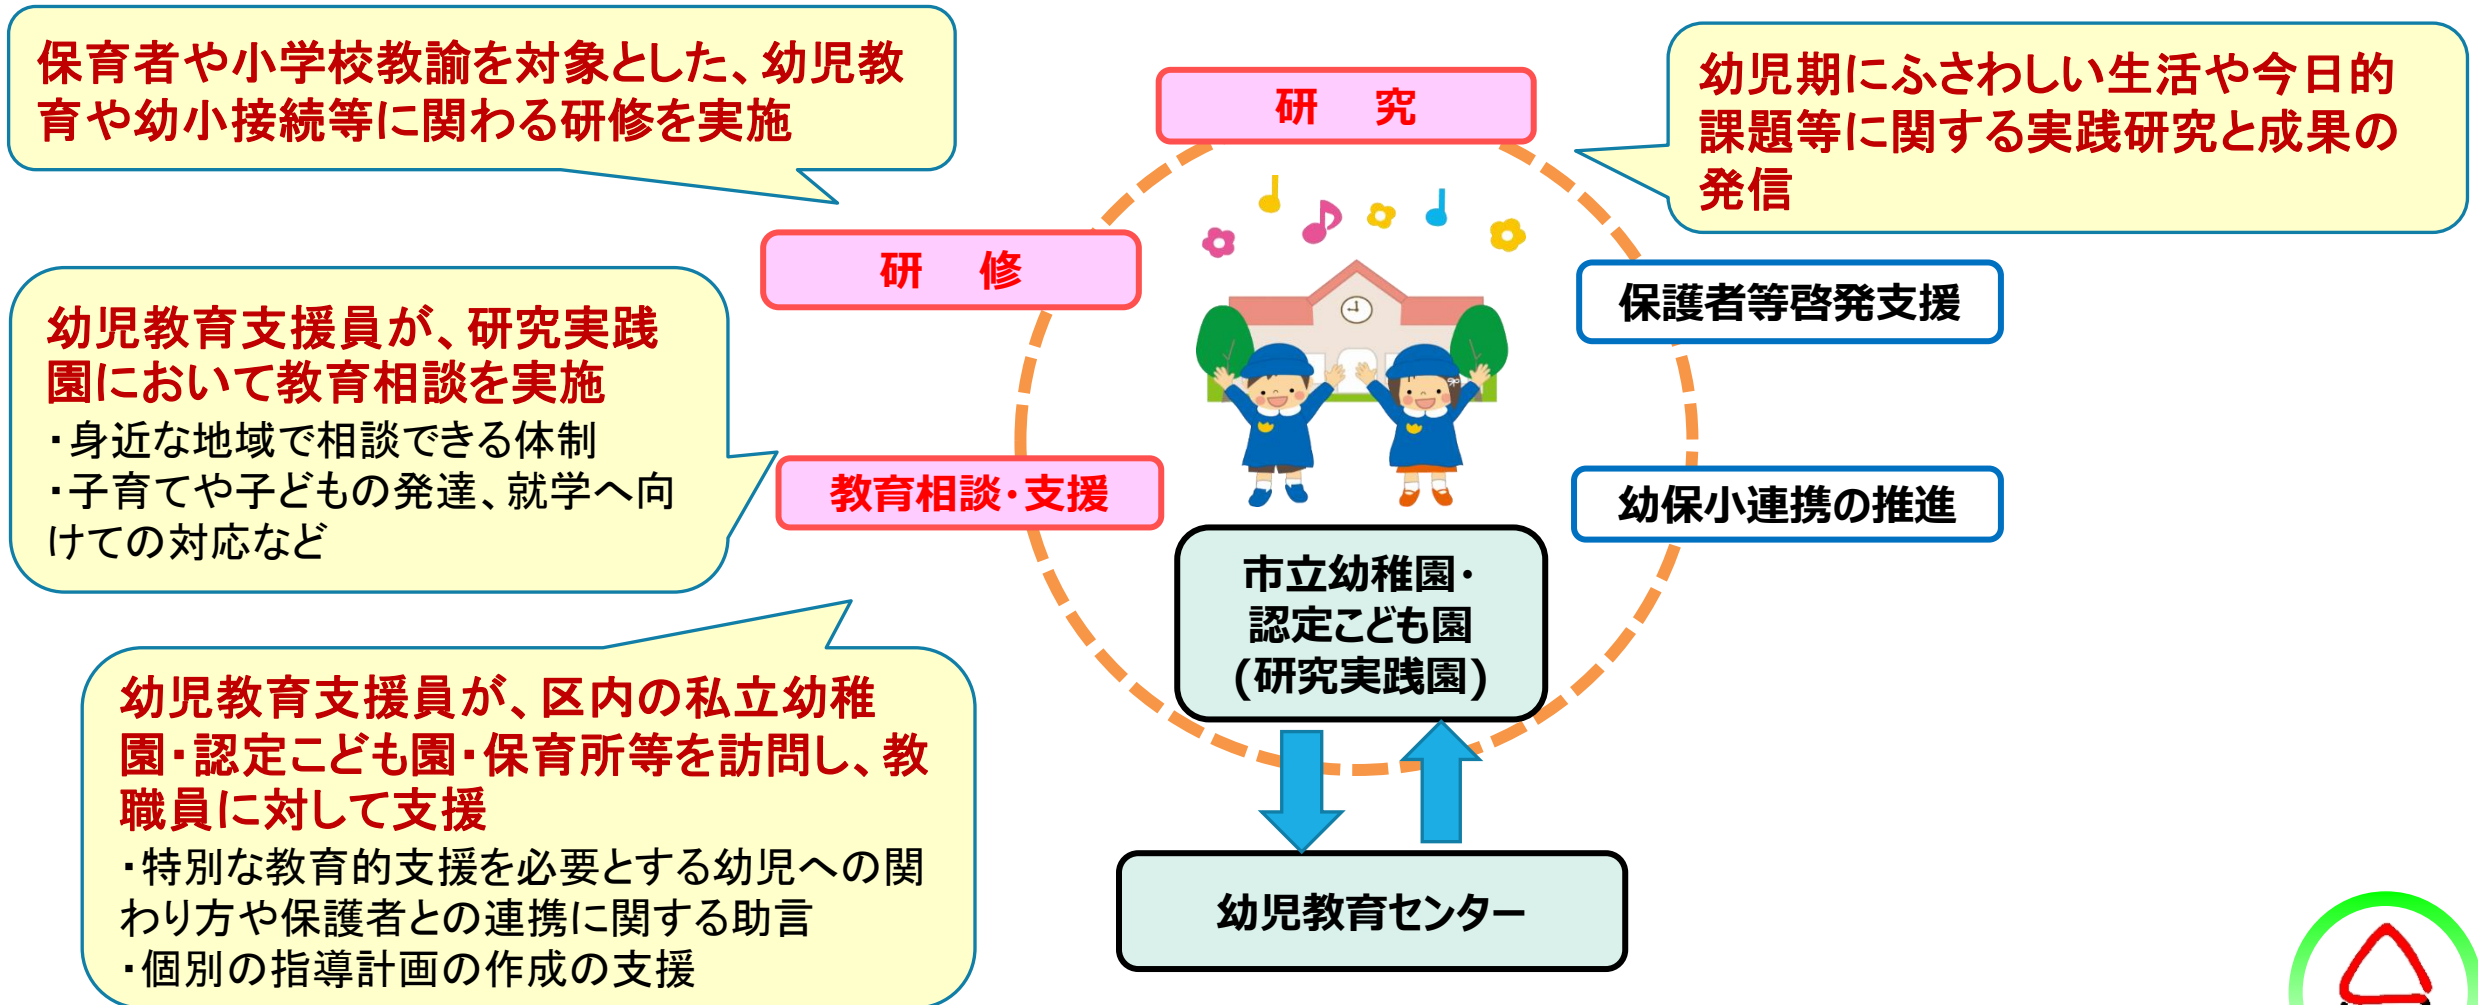 保育者や小学校教諭を対象とした、幼児教
育や幼小接続等に関わる研修を実施
研　究
幼児期にふさわしい生活や今日的
課題等に関する実践研究と成果の
発信
研　修
保護者等啓発支援
幼児教育支援員が、研究実践
園において教育相談を実施
・身近な地域で相談できる体制
・子育てや子どもの発達、就学へ向
けての対応など
教育相談・支援
幼保小連携の推進
市立幼稚園・
認定こども園
(研究実践園)
幼児教育支援員が、区内の私立幼稚
園・認定こども園・保育所等を訪問し、教
職員に対して支援
・特別な教育的支援を必要とする幼児への関
わり方や保護者との連携に関する助言
・個別の指導計画の作成の支援
幼児教育センター